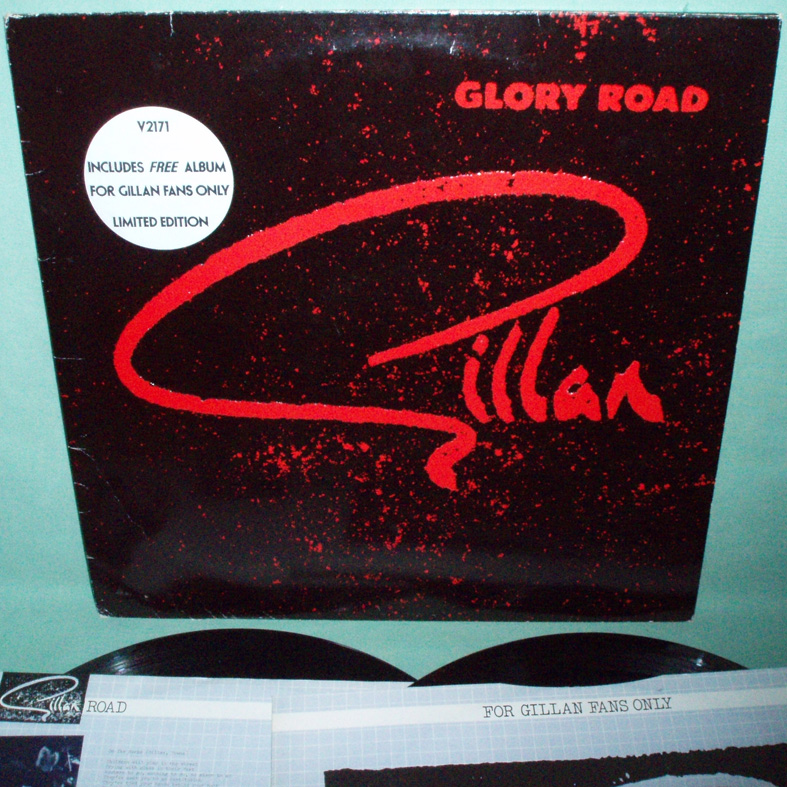 GLORY ROAD
V2171
INCLUDES FREE ALBUM
FOR GILLAN FANS ONLY
LIMITED EDITION
Gillan
Gillan
ROAD
FOR GILLAN FANS ONLY